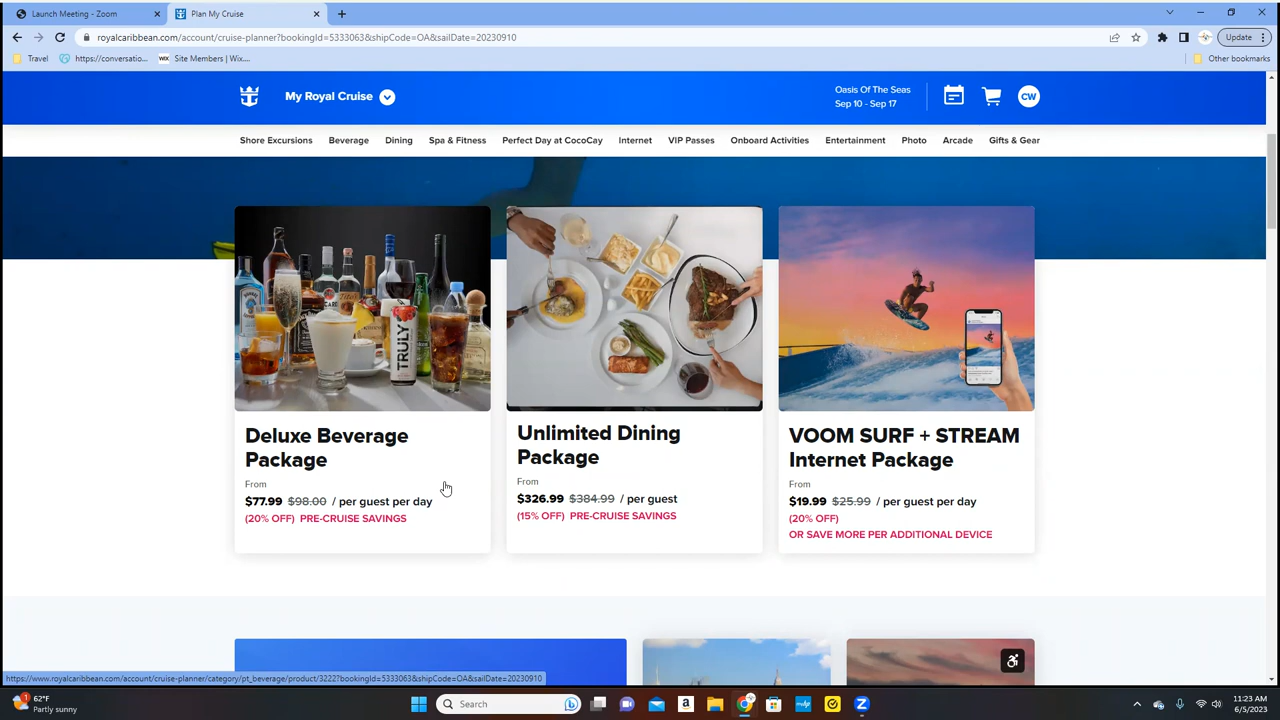 Launch Meeting - Zoom
Plan My Cruise
royalcaribbean.com/account/cruise-planner?bookingId=5333063&shipCode=OA&sailDate=20230910
Update
Travel
https://conversatio...
WIX Site Members | Wix....
Other bookmarks
My Royal Cruise
Oasis Of The Seas
Sep 10 - Sep 17
CW
Shore Excursions Beverage Dining Spa & Fitness Perfect Day at CocoCay Internet VIP Passes Onboard Activities Entertainment Photo Arcade Gifts & Gear
TRULY
Deluxe Beverage
Package
From
$77.99 $98.00 / per guest per day
(20% OFF) PRE-CRUISE SAVINGS
Unlimited Dining
Package
From
$326.99 $384.99 / per guest
(15% OFF) PRE-CRUISE SAVINGS
VOOM SURF + STREAM
Internet Package
From
$19.99 $25.99 / per guest per day
(20% OFF)
OR SAVE MORE PER ADDITIONAL DEVICE
https://www.royalcaribbean.com/account/cruise-planner/category/pt_beverage/product/3222?bookingId=5333063&shipCode=OA&sailDate=20230910
62°F
Partly sunny
Search
11:23 AM
6/5/2023